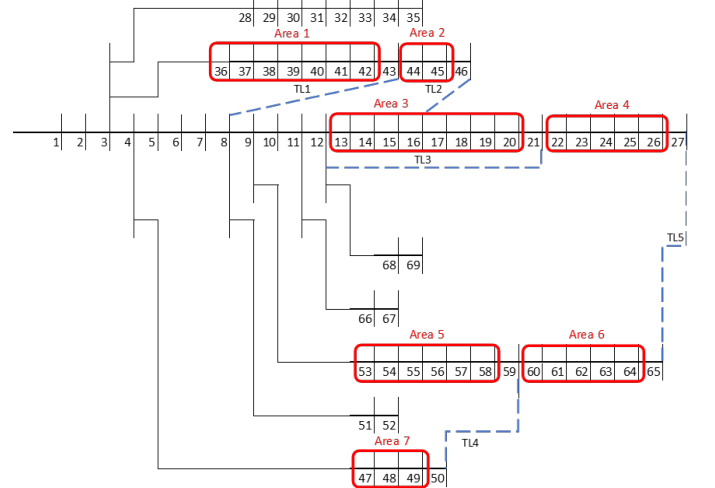 28 29 30 31 32 33 34 35
Area 1 Area 2
36 37 38 39 40 41 42 43 44 45 46
TL1 TL2
Area 3 Area 4
1 2 3 4 5 6 7 8 9 10 11 12 13 14 15 16 17 18 19 20 21 22 23 24 25 26 27
TL3
TL5
68 69
66 67
Area 5 Area 6
53 54 55 56 57 58 59 60 61 62 63 64 65
51 52
Area 7 TL4
47 48 49 50